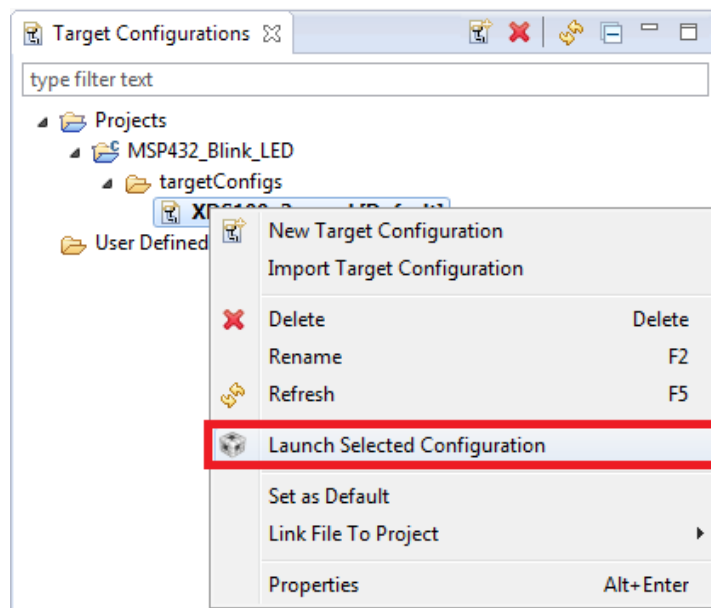 Target Configurations
type filter text
Projects
MSP432_Blink_LED
targetConfigs
User Defined
New Target Configuration
Import Target Configuration
Delete Delete
Rename F2
Refresh F5
Launch Selected Configuration
Set as Default
Link File To Project
Properties Alt+Enter